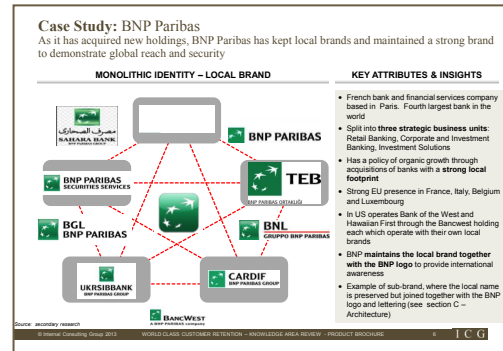 Case Study: BNP Paribas
As it has acquired new holdings, BNP Paribas has kept local brands and maintained a strong brand
to demonstrate global reach and security
MONOLITHIC IDENTITY – LOCAL BRAND
مصرف الصحارى
SAHARA BANK
BNP PARIBAS GROUP
BNP PARIBAS
BNP PARIBAS
SECURITIES SERVICES
TEB
BNP PARIBAS ORTAKLIĞI
BGL
BNP PARIBAS
BNL
GRUPPO BNP PARIBAS
UKRSIBBANK
BNP PARIBAS GROUP
CARDIF
BNP PARIBAS GROUP
BANCWEST
A BNP PARIBAS company
KEY ATTRIBUTES & INSIGHTS
• French bank and financial services company
based in Paris. Fourth largest bank in the
world
• Split into three strategic business units:
Retail Banking, Corporate and Investment
Banking, Investment Solutions
• Has a policy of organic growth through
acquisitions of banks with a strong local
footprint
• Strong EU presence in France, Italy, Belgium
and Luxembourg
• In US operates Bank of the West and
Hawaiian First through the Bancwest holding
each which operate with their own local
brands
• BNP maintains the local brand together
with the BNP logo to provide international
awareness
• Example of sub-brand, where the local name
is preserved but joined together with the BNP
logo and lettering (see section C –
Architecture)
Source: secondary research
© Internal Consulting Group 2013
WORLD CLASS CUSTOMER RETENTION – KNOWLEDGE AREA REVIEW - PRODUCT BROCHURE
6
ICG